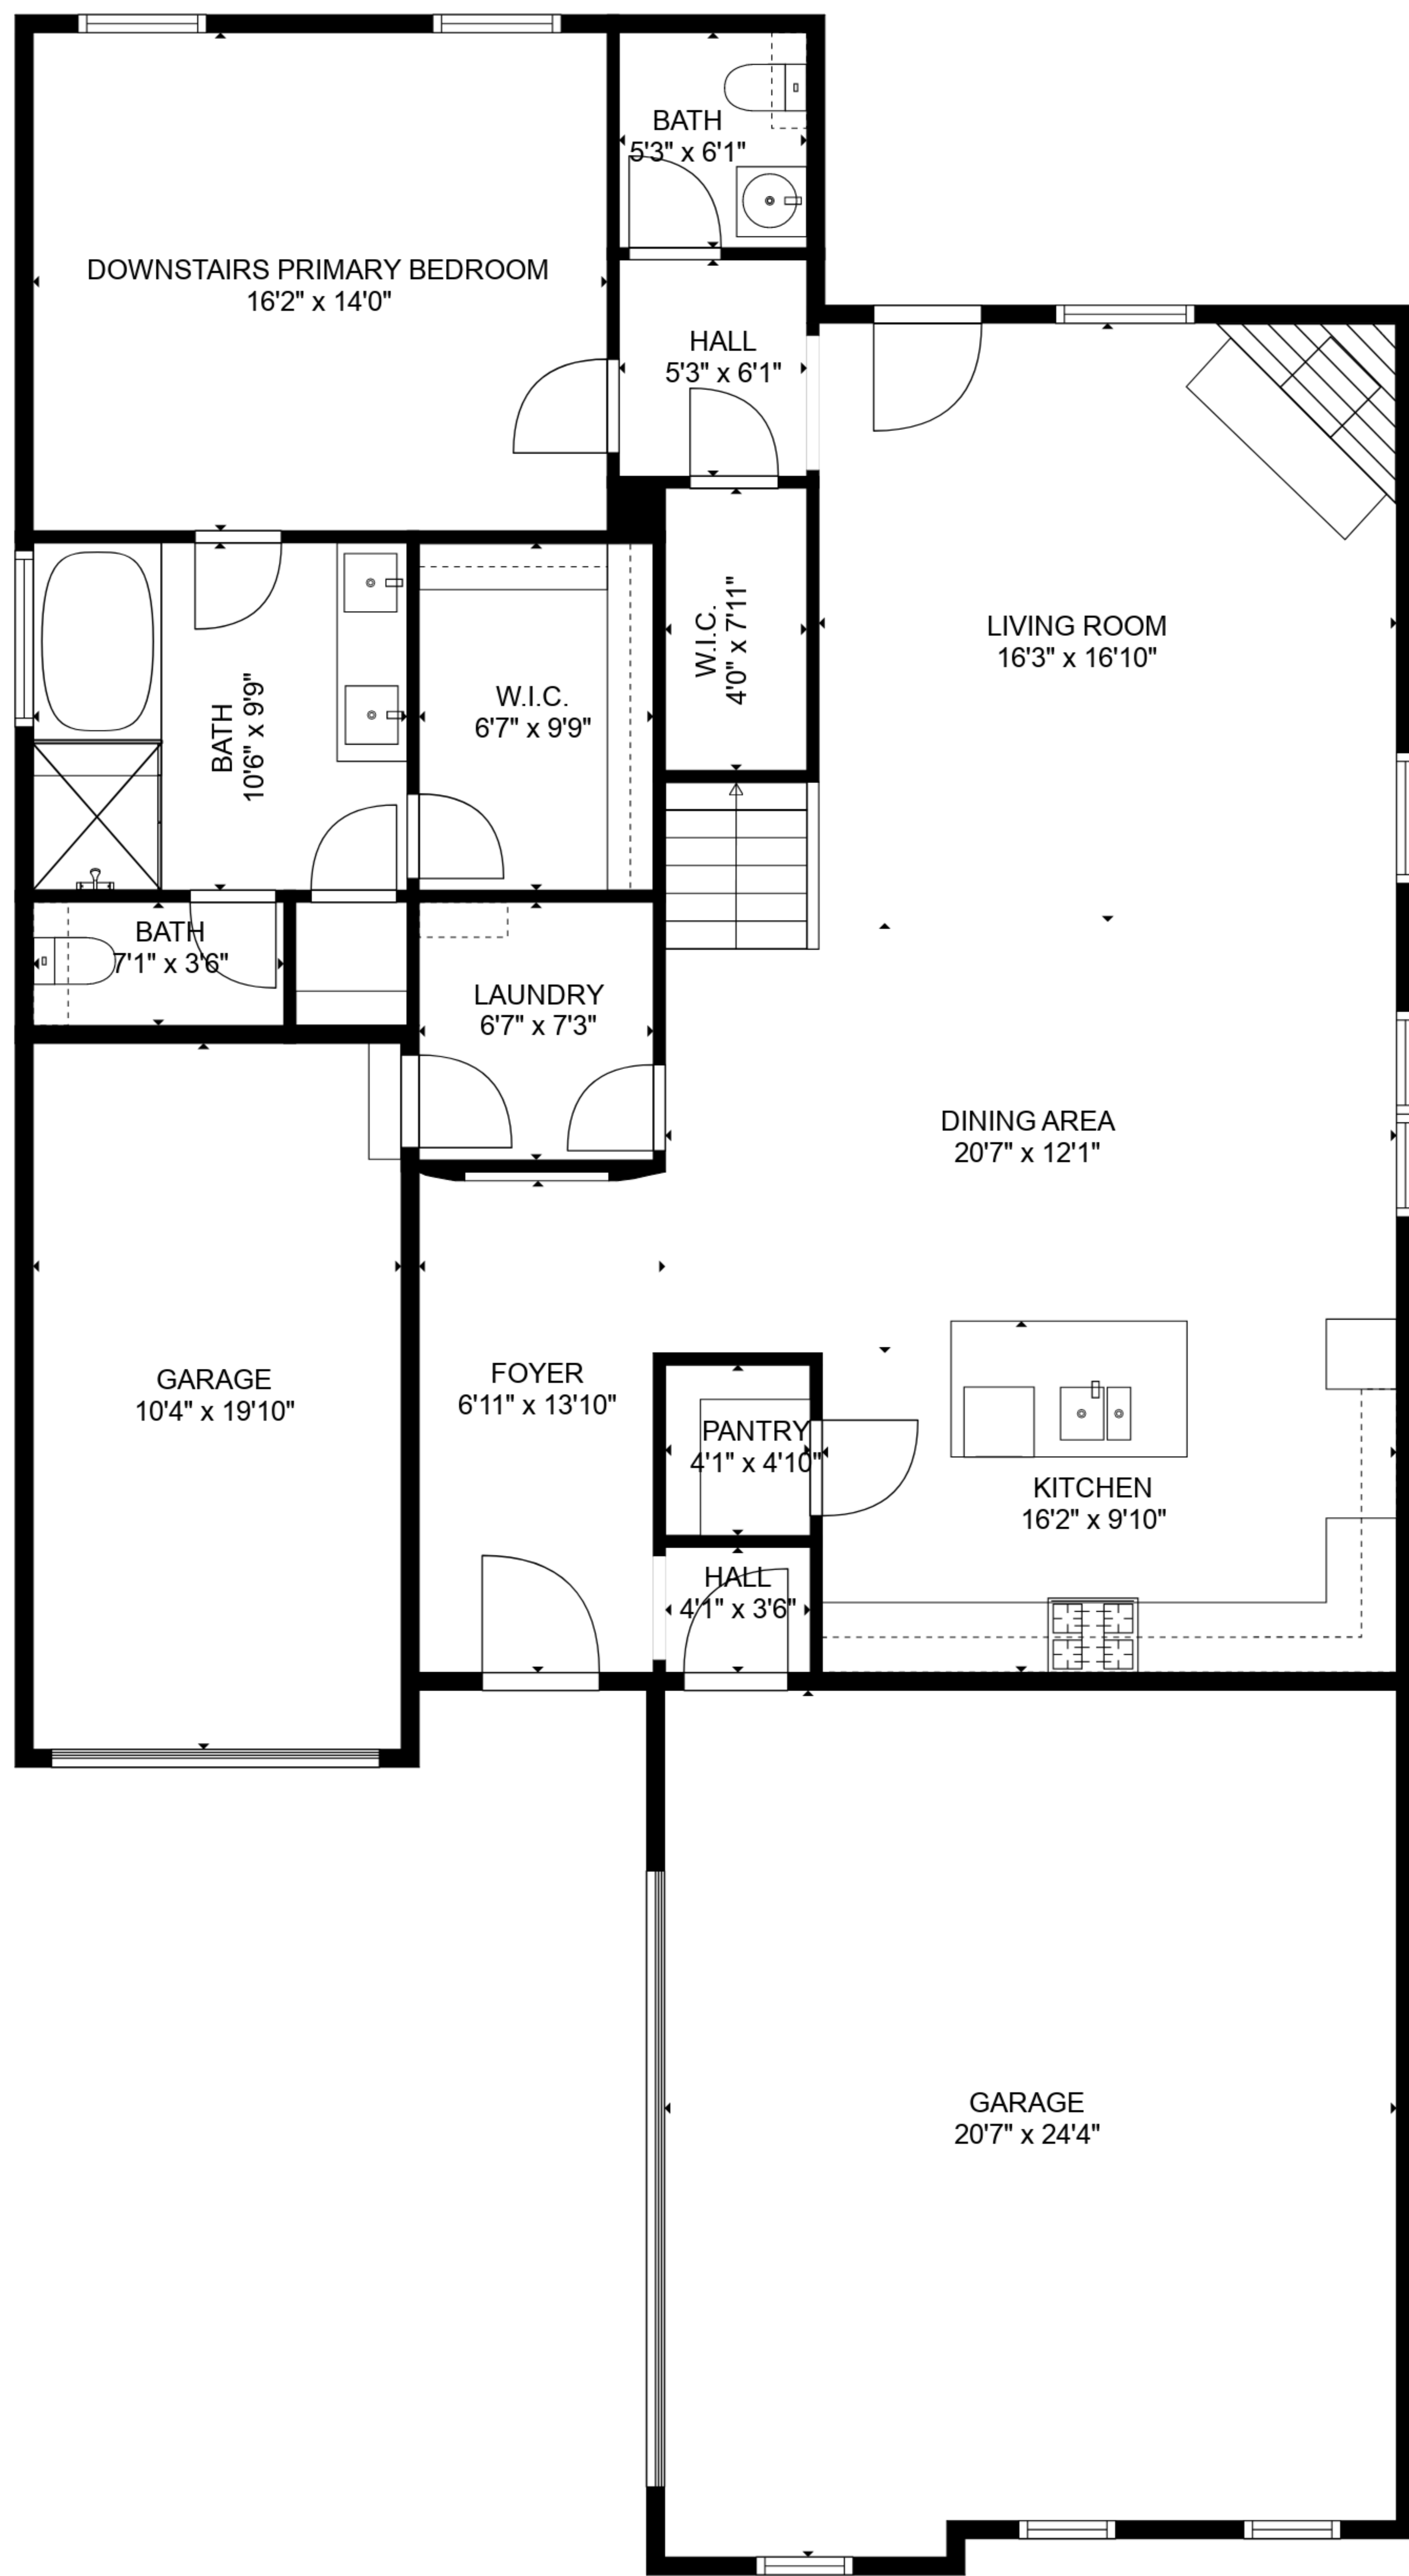 BATH
5'3" x 6'1"
DOWNSTAIRS PRIMARY BEDROOM
16'2" x 14'0"
HALL
5'3" x 6'1"
LIVING ROOM
16'3" x 16'10"
W.I.C.
4'0" x 7'11"
W.I.C.
6'7" x 9'9"
BATH
10'6" x 9'9"
BATH
7'1" x 3'6"
LAUNDRY
6'7" x 7'3"
DINING AREA
20'7" x 12'1"
GARAGE
10'4" x 19'10"
FOYER
6'11" x 13'10"
PANTRY
4'1" x 4'10"
KITCHEN
16'2" x 9'10"
HALL
4'1" x 3'6"
GARAGE
20'7" x 24'4"